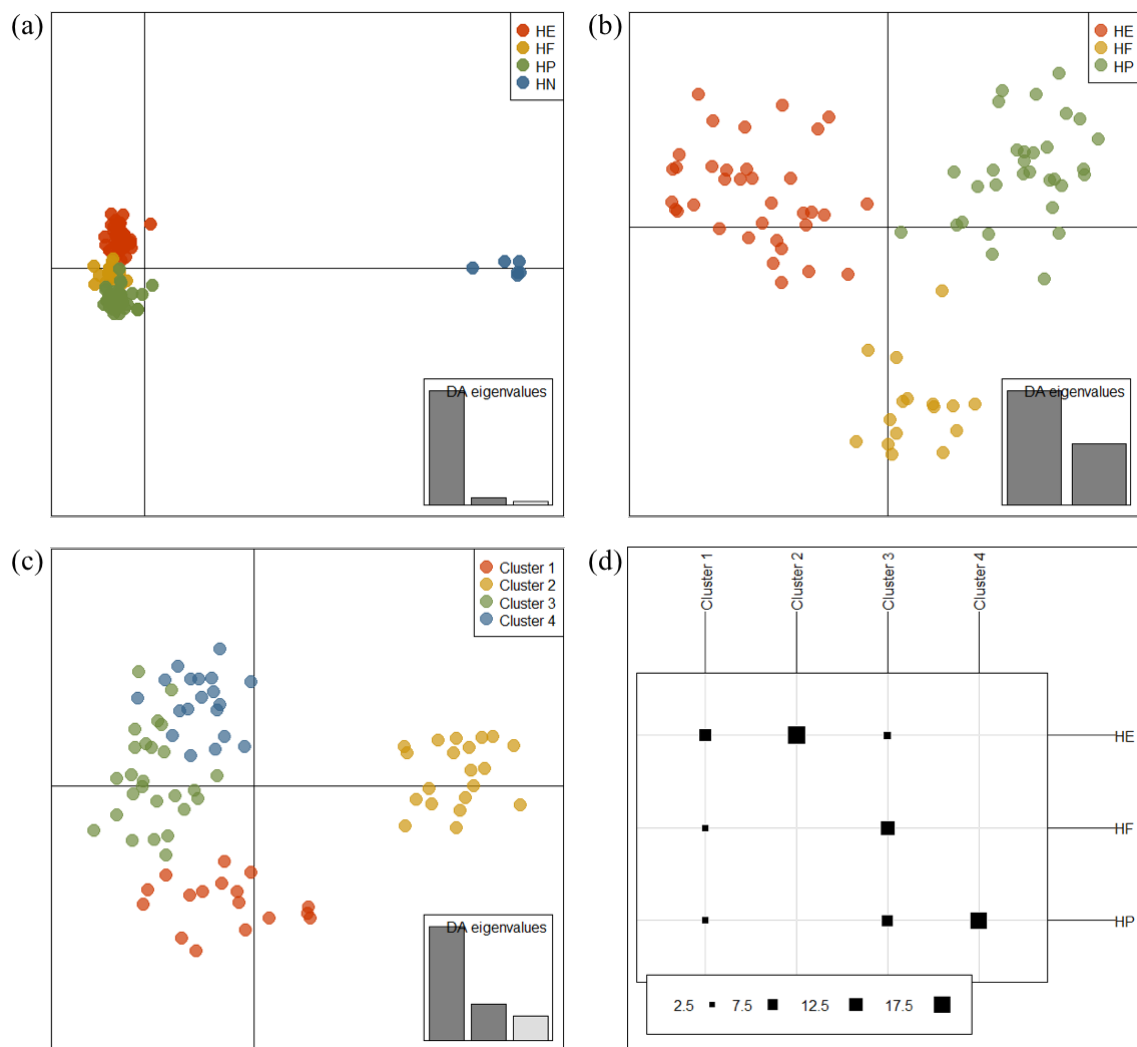 (a)
HE
HF
HP
HN
DA eigenvalues
(b)
HE
HF
HP
DA eigenvalues
(c)
Cluster 1
Cluster 2
Cluster 3
Cluster 4
DA eigenvalues
(d)
Cluster 1
Cluster 2
Cluster 3
Cluster 4
HE
HF
HP
2.5 7.5 12.5 17.5